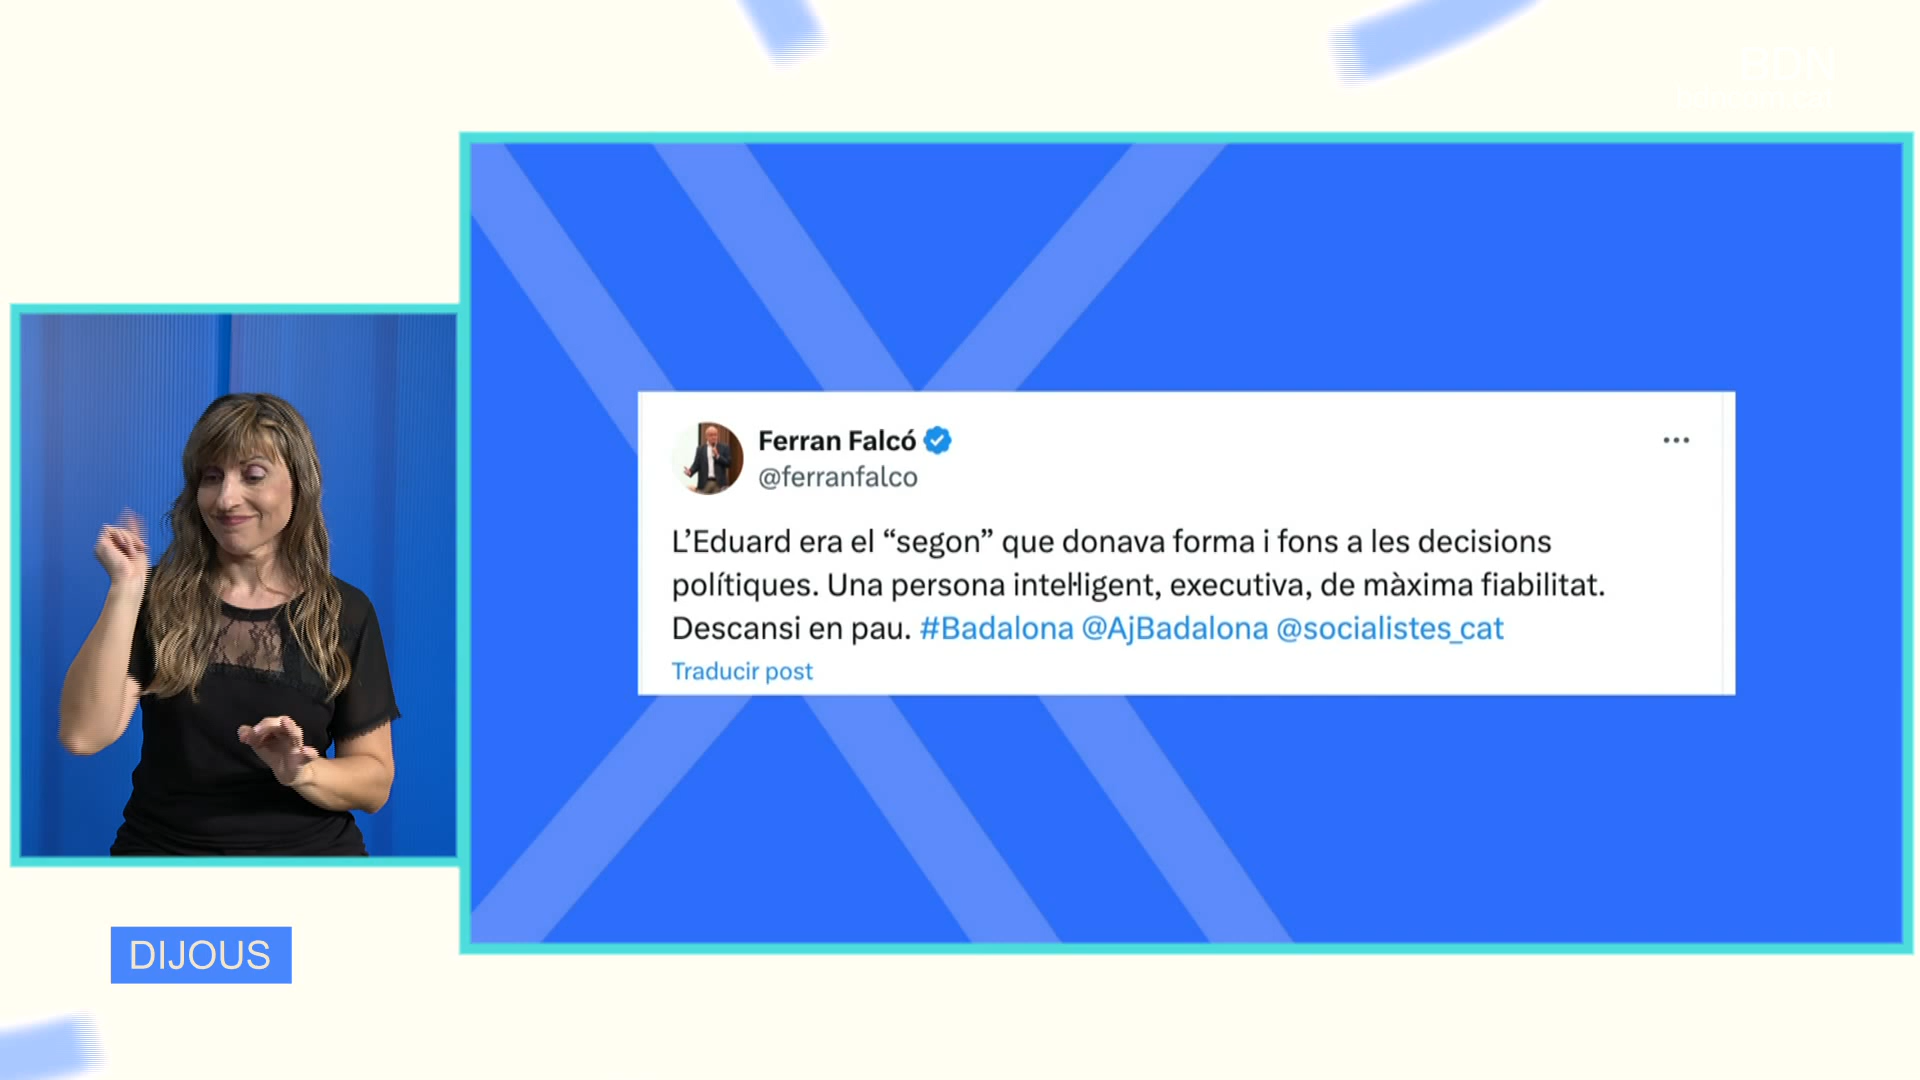 BDN
Ferran Falcó
@ferranfalco
L’Eduard era el “segon” que donava forma i fons a les decisions
polítiques. Una persona intel·ligent, executiva, de màxima fiabilitat.
Descansi en pau. #Badalona @AjBadalona @socialistes_cat
Traducir post
DIJOUS